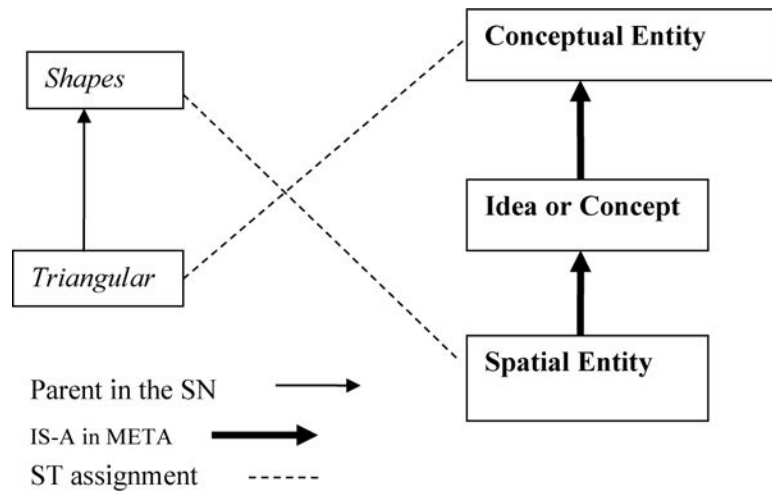 Conceptual Entity
Shapes
Idea or Concept
Triangular
Spatial Entity
Parent in the SN
IS-A in META
ST assignment